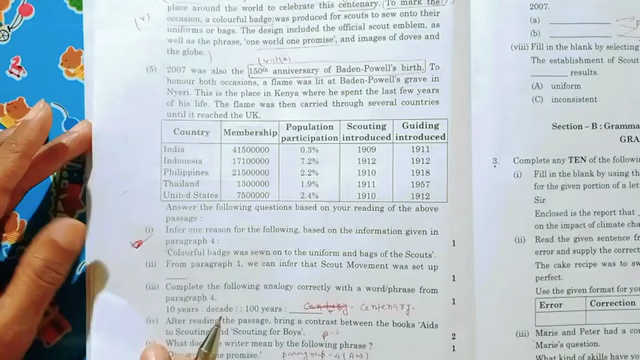 place around the world to celebrate this centenary. To mark the
(v) occasion, a colourful badge was produced for scouts to sew onto their
uniforms or bags. The design included the official scout emblem, as
well as the phrase, 'one world one promise', and images of doves and
the globe.
(5) 2007 was also the 150th anniversary of Baden-Powell's birth. To
honour both occasions, a flame was lit at Baden-Powell's grave in
Nyeri. This is the place in Kenya where he spent the last few years
of his life. The flame was then carried through several countries
until it reached the UK.
Country Membership Population participation Scouting introduced Guiding introduced
India 41500000 0.3% 1909 1911
Indonesia 17100000 7.2% 1912 1912
Philippines 21500000 2.2% 1910 1918
Thailand 1300000 1.9% 1911 1957
United States 7500000 2.4% 1910 1912
Answer the following questions based on your reading of the above
passage :
(i) Infer one reason for the following, based on the information given in
paragraph 4 : 1
'Colourful badge was sewn on to the uniform and bags of the Scouts'.
(ii) From paragraph 1, we can infer that Scout Movement was set up
1
(iii) Complete the following analogy correctly with a word/phrase from
paragraph 4. 1
10 years : decade :: 100 years : Centenary.
(iv) After reading the passage, bring a contrast between the books 'Aids
to Scouting' and 'Scouting for Boys'. P-2 2
What does the writer mean by the following phrase ? 1
promise.' paragraph-4
2007.
(a)
(b)
(viii) Fill in the blank by selecting
The establishment of Scout
results.
(A) uniform
(C) inconsistent
Section - B : Gramma
GRA
3. Complete any TEN of the followi
(i) Fill in the blank by using the
for the given portion of a let
Sir
Enclosed is the report that
on the impact of climate chan
(ii) Read the given sentence fr
error and supply the correct
The cake recipe was to sw
perfect.
Use the given format for you
Error Correction
(iii) Marie and Peter had a conver
Marie's question.
What kind of skills have yo